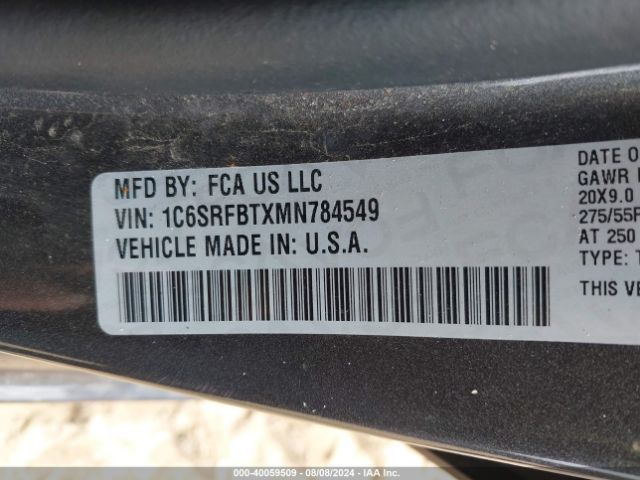 MFD BY: FCA US LLC
VIN: 1C6SRFBTXMN784549
VEHICLE MADE IN: U.S.A.
DATE O
GAWR
20X9.0
275/55
AT 250
TYPE:
THIS VE
000-40059509 - 08/08/2024 - IAA Inc.